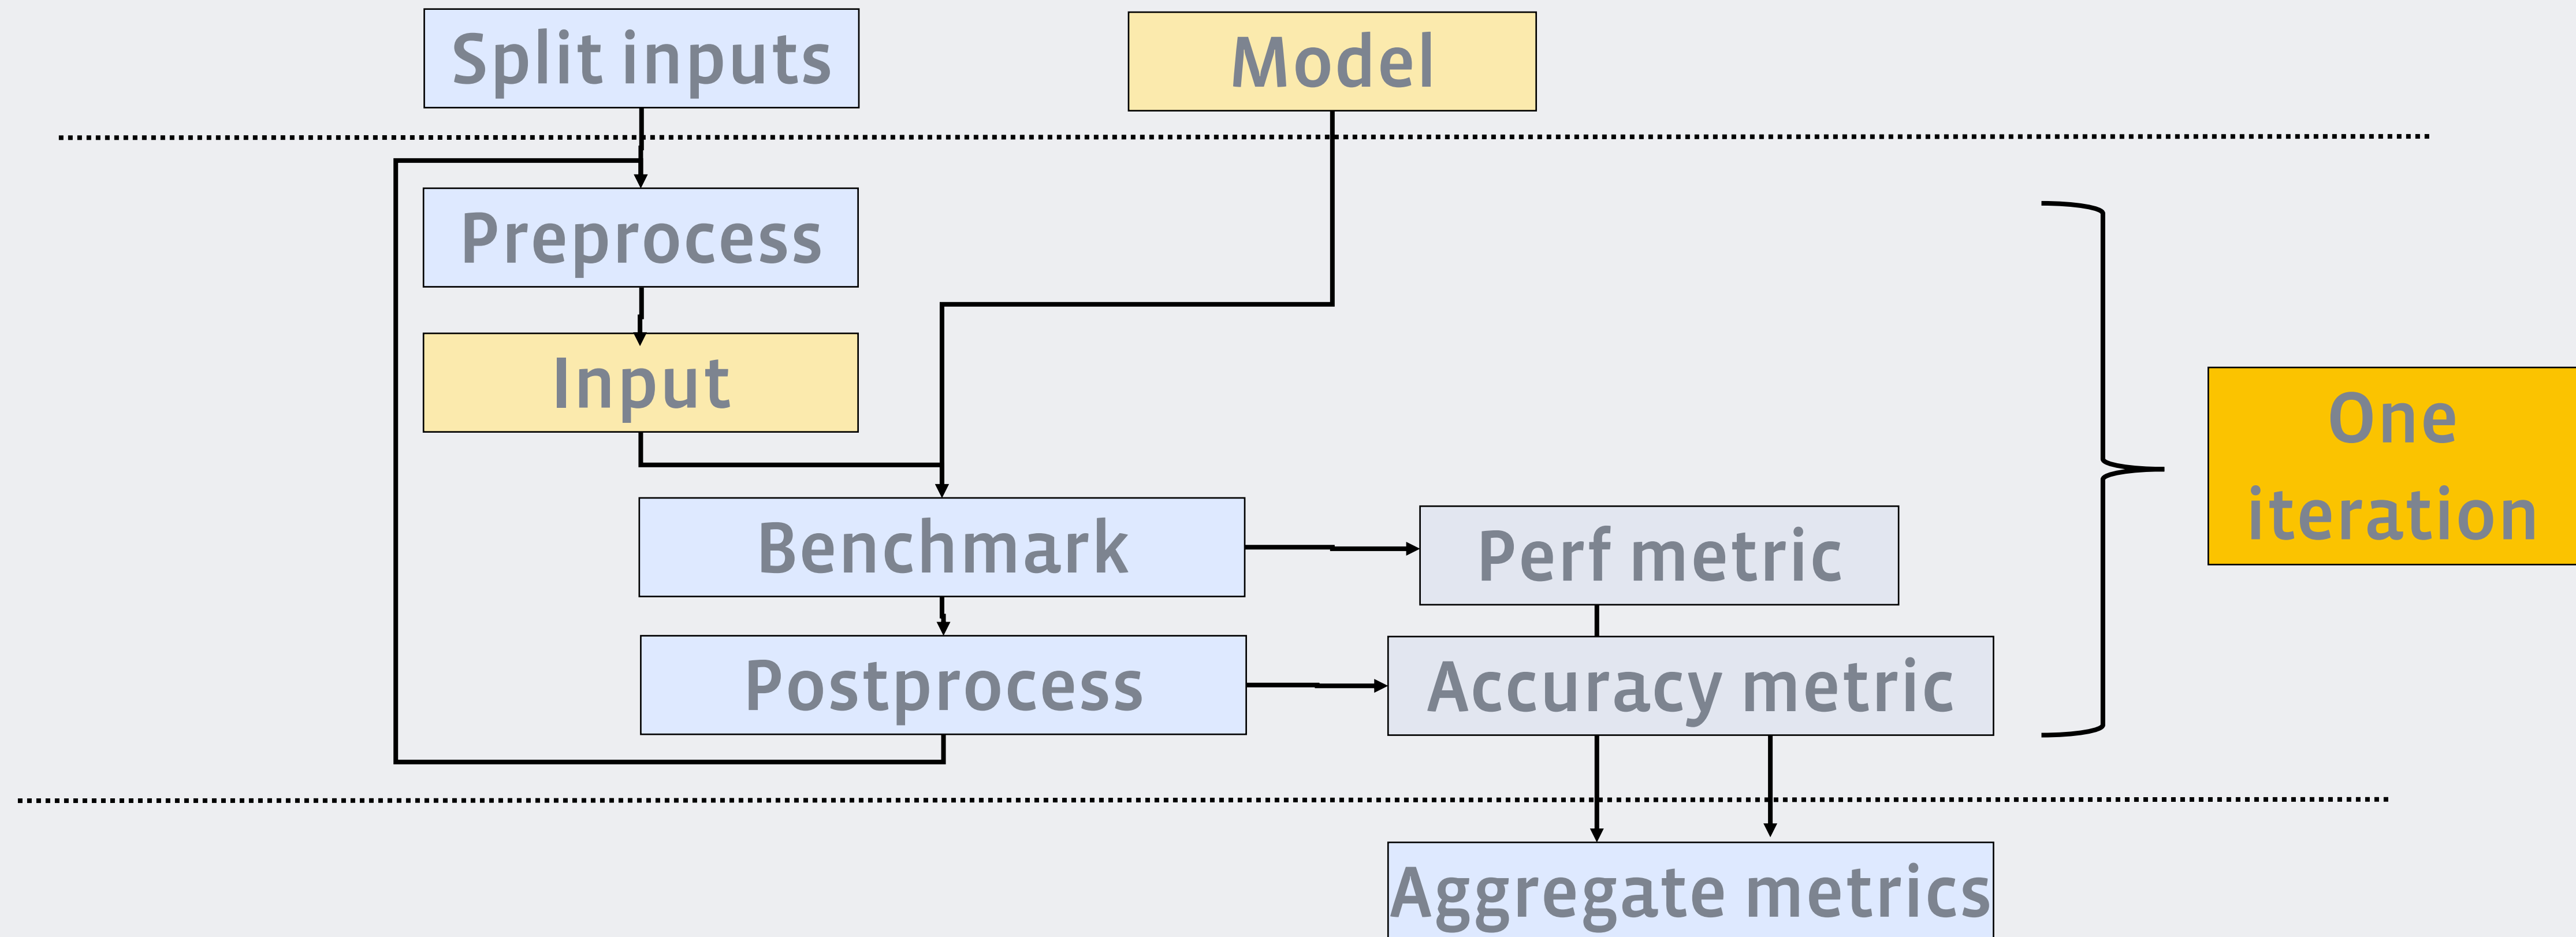 Split inputs
Model
Preprocess
Input
One
iteration
Benchmark
Perf metric
Postprocess
Accuracy metric
Aggregate metrics